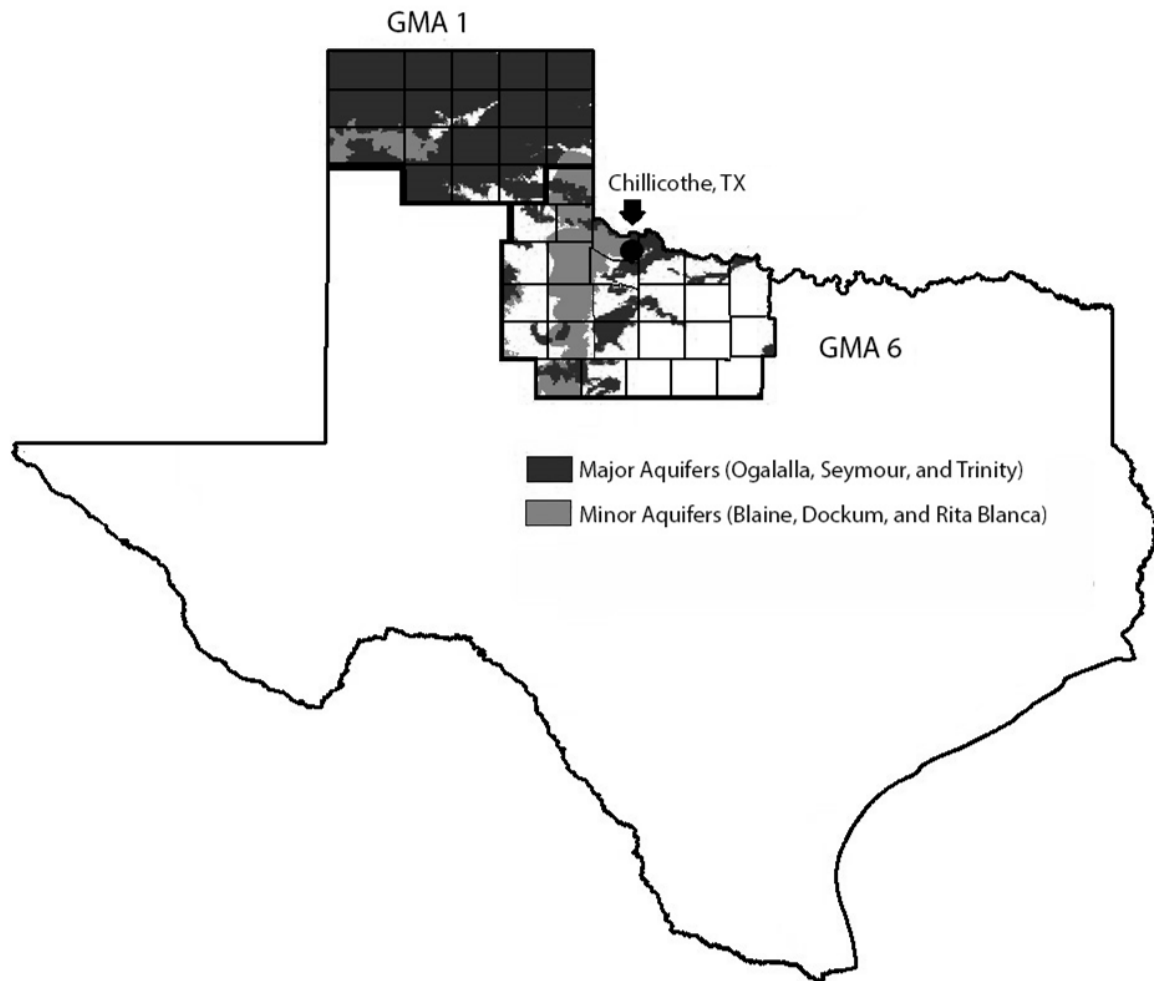 GMA 1
Chillicothe, TX
GMA 6
Major Aquifers (Ogalalla, Seymour, and Trinity)
Minor Aquifers (Blaine, Dockum, and Rita Blanca)